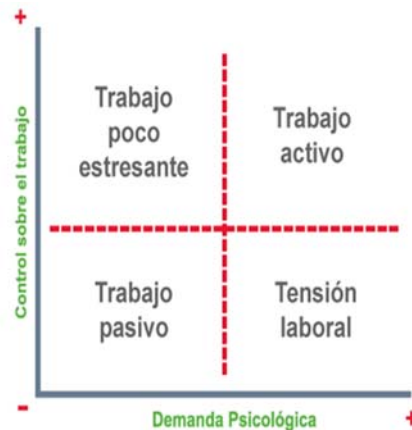 +
Control sobre el trabajo
Trabajo
poco
estresante
Trabajo
activo
Trabajo
pasivo
Tensión
laboral
-
Demanda Psicológica
+